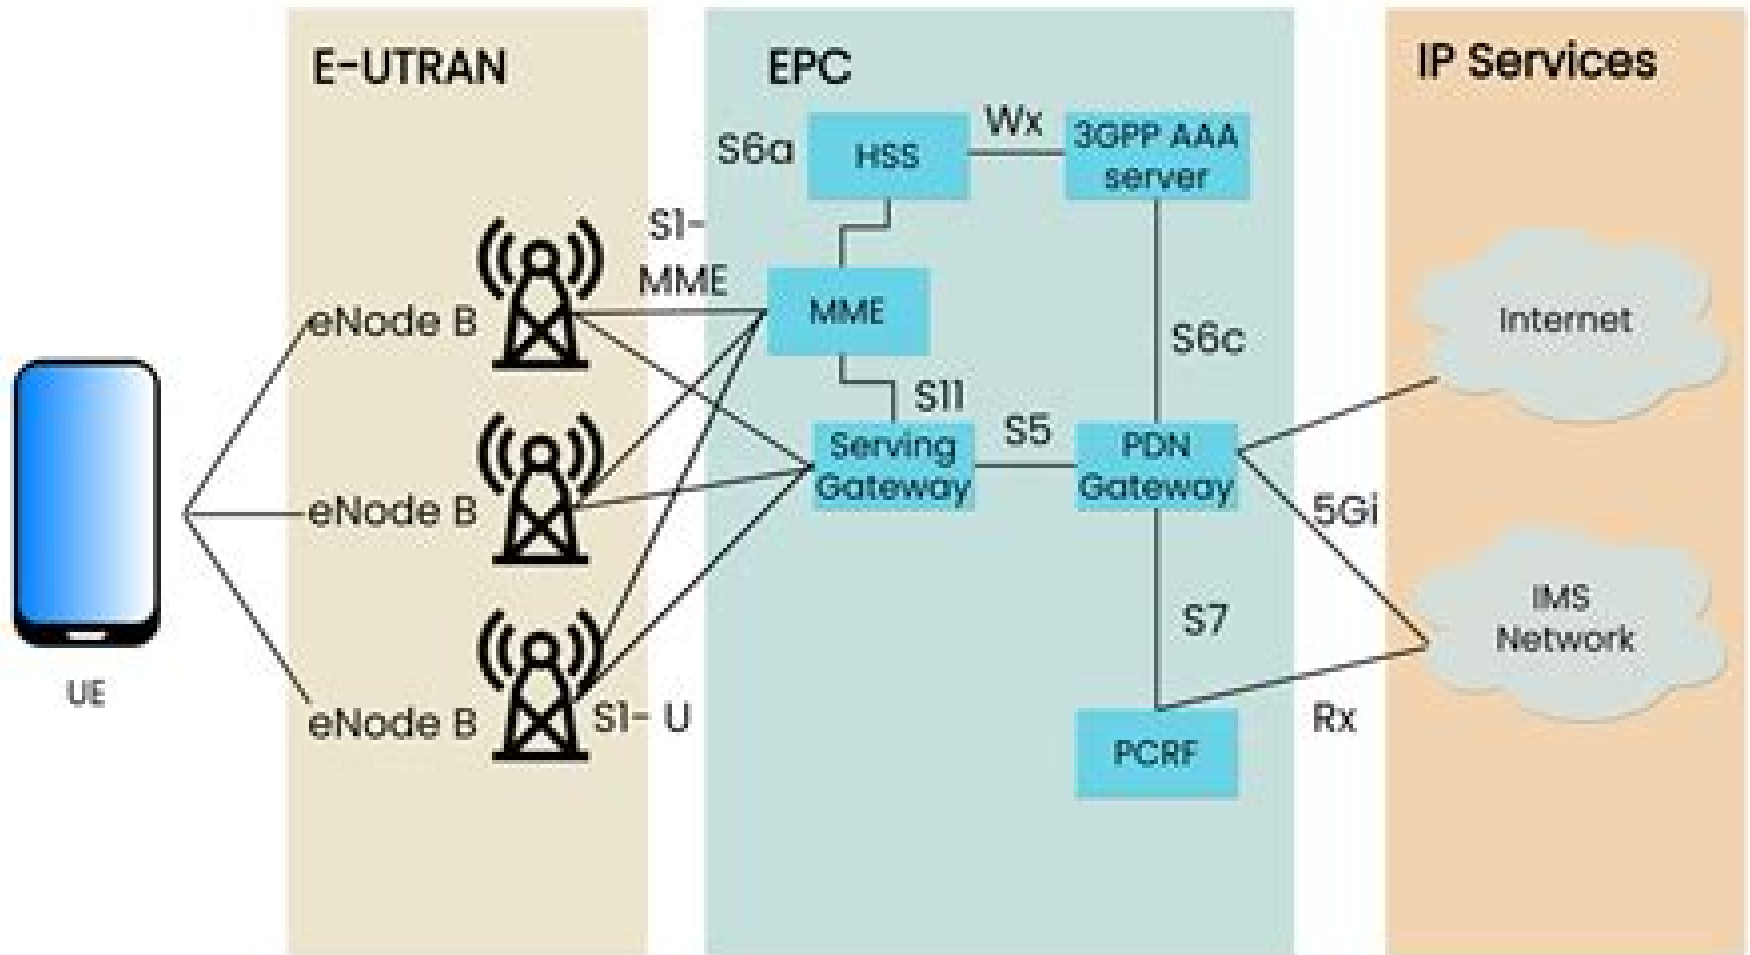 E-UTRAN
EPC
IP Services
S6a
HSS
Wx
3GPP AAA
server
S1-
MME
MME
eNode B
S6c
Internet
S11
S5
Serving
Gateway
PDN
Gateway
eNode B
5Gi
IMS
Network
S7
UE
eNode B
S1- U
Rx
PCRF